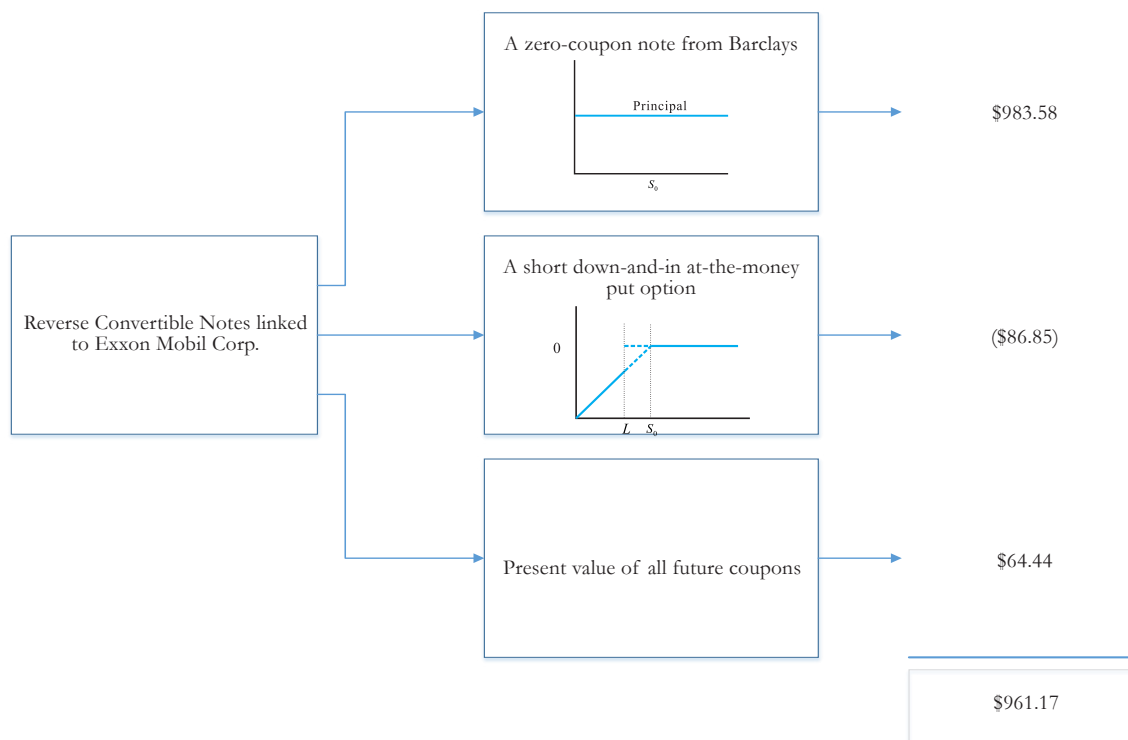 A zero-coupon note from Barclays
Principal
S₀
$983.58
Reverse Convertible Notes linked
to Exxon Mobil Corp.
A short down-and-in at-the-money
put option
0
L S₀
($86.85)
Present value of all future coupons
$64.44
$961.17